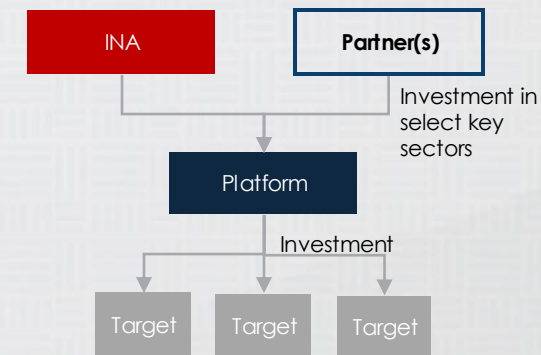 INA
Partner(s)
Investment in
select key
sectors
Platform
Investment
Target
Target
Target